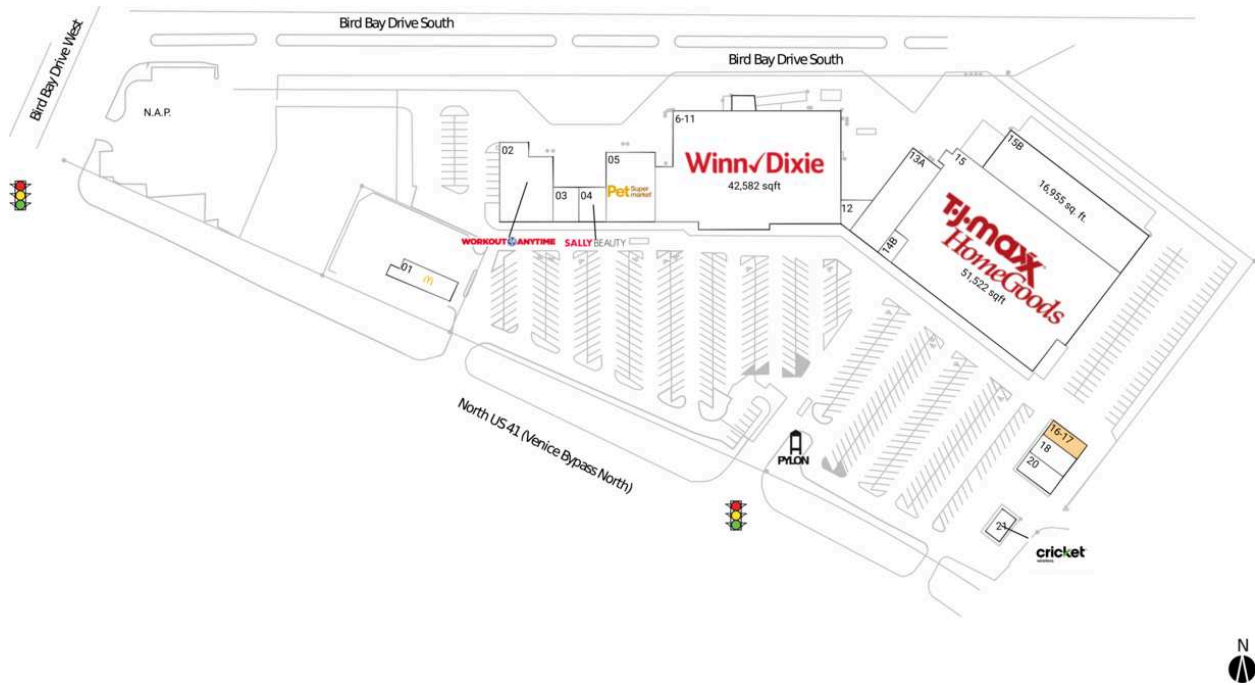 Bird Bay Drive South
Bird Bay Drive West
Bird Bay Drive South
N.A.P.
6-11
Winn Dixie
42,582 sqft
02
03
04
05
Pet Super
market
WORKOUT ANYTIME
SALLY BEAUTY
12
13A
14B
15
15B
16,955 sq. ft.
T.J.maxx
HomeGoods
51,522 sqft
01
North US 41 (Venice Bypass North)
PYLON
16-17
18
20
21
cricket
wireless
N